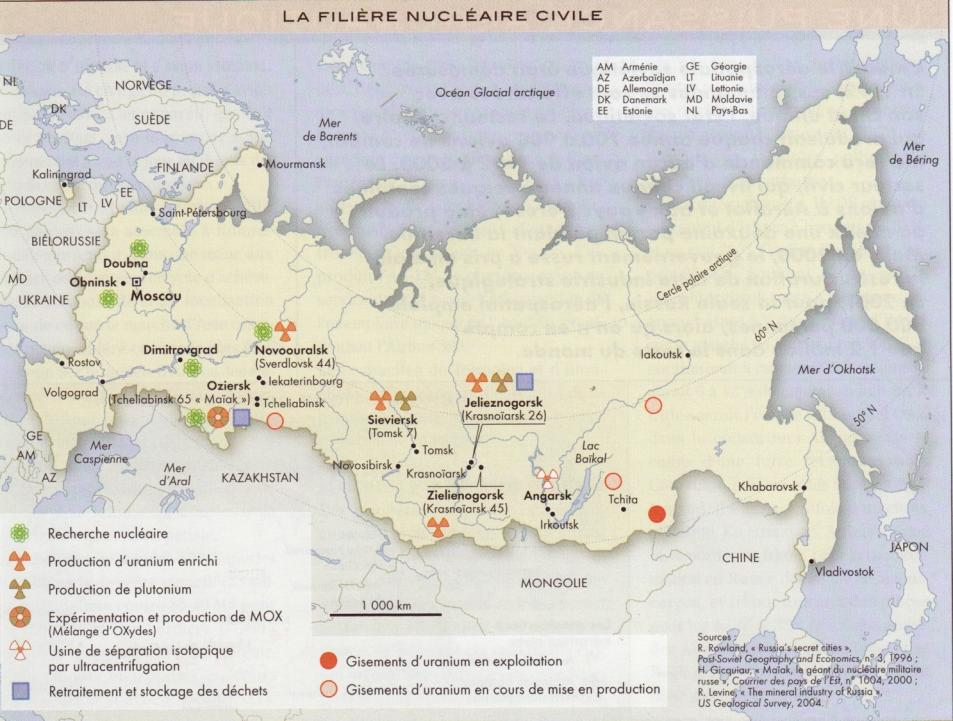 LA FILIÈRE NUCLÉAIRE CIVILE
AM Arménie GE Géorgie
AZ Azerbaïdjan LT Lituanie
DE Allemagne LV Lettonie
DK Danemark MD Moldavie
EE Estonie NL Pays-Bas
NL
NORVÈGE
Océan Glacial arctique
DK
SUÈDE
Mer
de Barents
DE
Mer
de Béring
FINLANDE
Mourmansk
Kaliningrad
EE
POLOGNE
LT
LV
Saint-Pétersbourg
BIÉLORUSSIE
Doubna
Cercle polaire arctique
MD
Obninsk
Moscou
UKRAINE
60° N
Dimitrovgrad
Novoouralsk
(Sverdlovsk 44)
Iakoutsk
Rostov
Mer d'Okhotsk
Volgograd
Oziersk
Iekaterinbourg
(Tcheliabinsk 65 « Maïak »)
Tcheliabinsk
Jelieznogorsk
(Krasnoïarsk 26)
Sieviersk
(Tomsk 7)
50° N
GE
AM
AZ
Mer
Caspienne
Mer
d'Aral
KAZAKHSTAN
Tomsk
Novosibirsk
Krasnoïarsk
Lac
Baïkal
Zielienogorsk
(Krasnoïarsk 45)
Angarsk
Tchita
Irkoutsk
Khabarovsk
CHINE
JAPON
Vladivostok
MONGOLIE
1 000 km
Recherche nucléaire
Production d'uranium enrichi
Production de plutonium
Expérimentation et production de MOX
(Mélange d'OXydes)
Usine de séparation isotopique
par ultracentrifugation
Retraitement et stockage des déchets
Gisements d'uranium en exploitation
Gisements d'uranium en cours de mise en production
Sources :
R. Rowland, « Russia's secret cities »,
Post-Soviet Geography and Economics, n° 3, 1996 ;
H. Gicquiau, « Maïak, le géant du nucléaire militaire
russe », Courrier des pays de l'Est, n° 1004, 2000 ;
R. Levine, « The mineral industry of Russia »,
US Geological Survey, 2004.